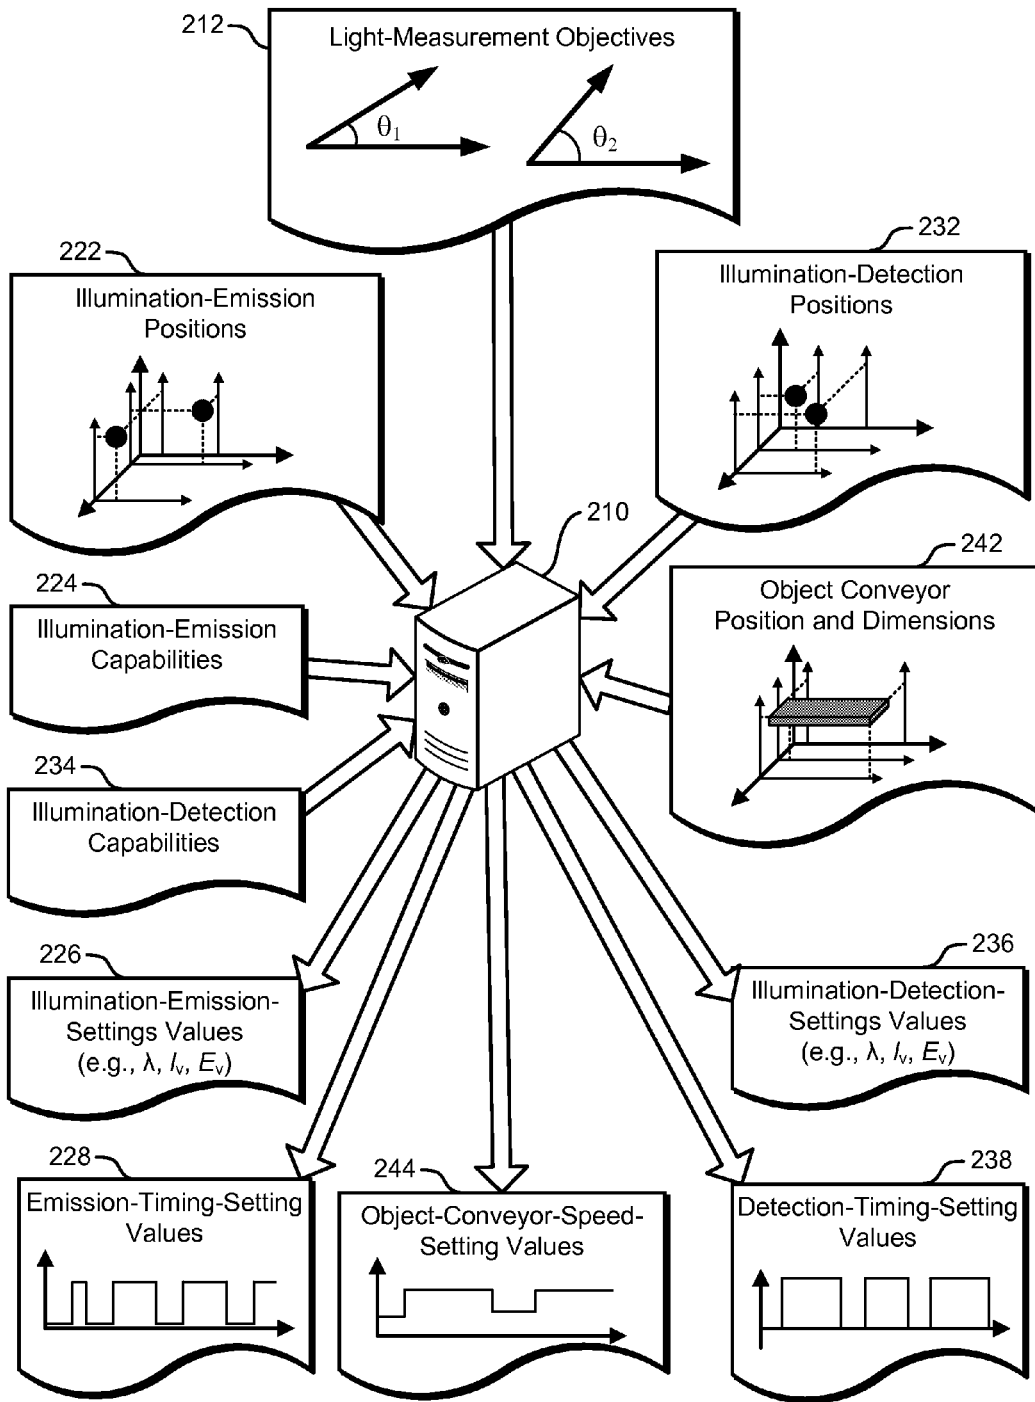 212
Light-Measurement Objectives
θ1
θ2
222
Illumination-Emission
Positions
232
Illumination-Detection
Positions
210
242
Object Conveyor
Position and Dimensions
224
Illumination-Emission
Capabilities
234
Illumination-Detection
Capabilities
226
Illumination-Emission-
Settings Values
(e.g., λ, Iv, Ev)
236
Illumination-Detection-
Settings Values
(e.g., λ, Iv, Ev)
228
Emission-Timing-Setting
Values
244
Object-Conveyor-Speed-
Setting Values
238
Detection-Timing-Setting
Values